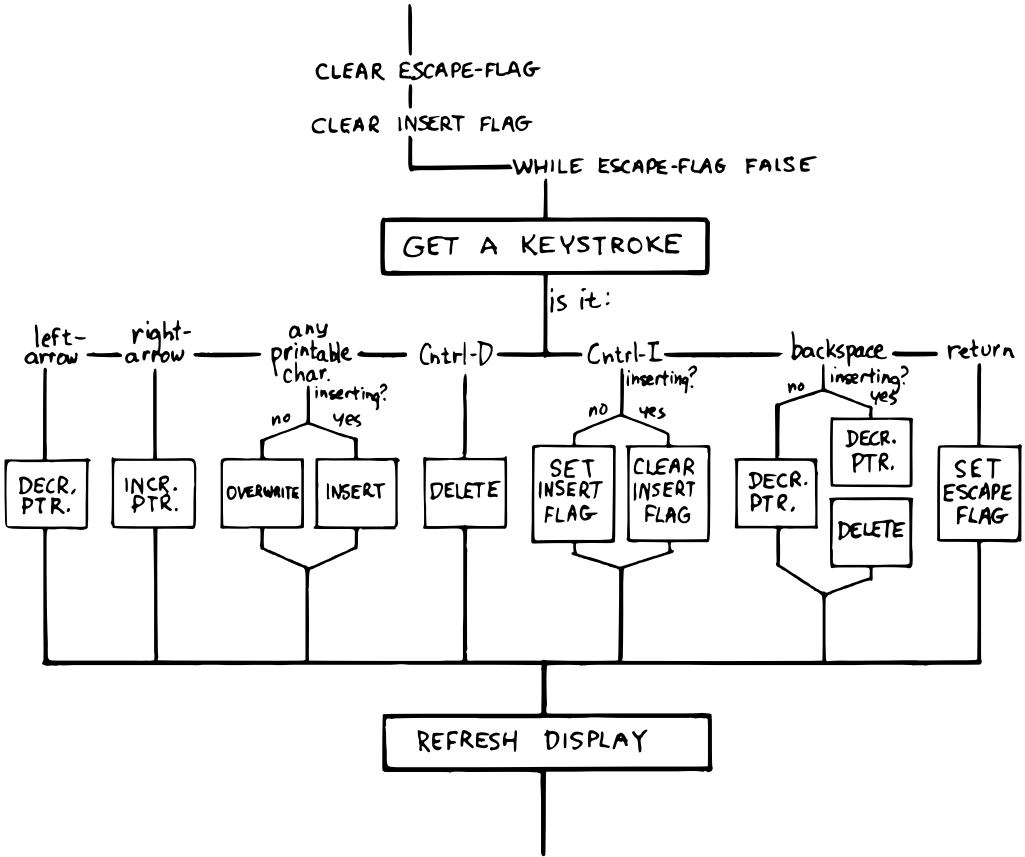 CLEAR ESCAPE-FLAG
CLEAR INSERT FLAG
WHILE ESCAPE-FLAG FALSE
GET A KEYSTROKE
is it:
left-
arrow
right-
arrow
any
printable
char.
Cntrl-D
Cntrl-I
backspace
return
inserting?
no
yes
inserting?
no
yes
inserting?
no
yes
DECR.
PTR.
INCR.
PTR.
OVERWRITE
INSERT
DELETE
SET
INSERT
FLAG
CLEAR
INSERT
FLAG
DECR.
PTR.
DECR.
PTR.
DELETE
SET
ESCAPE
FLAG
REFRESH DISPLAY